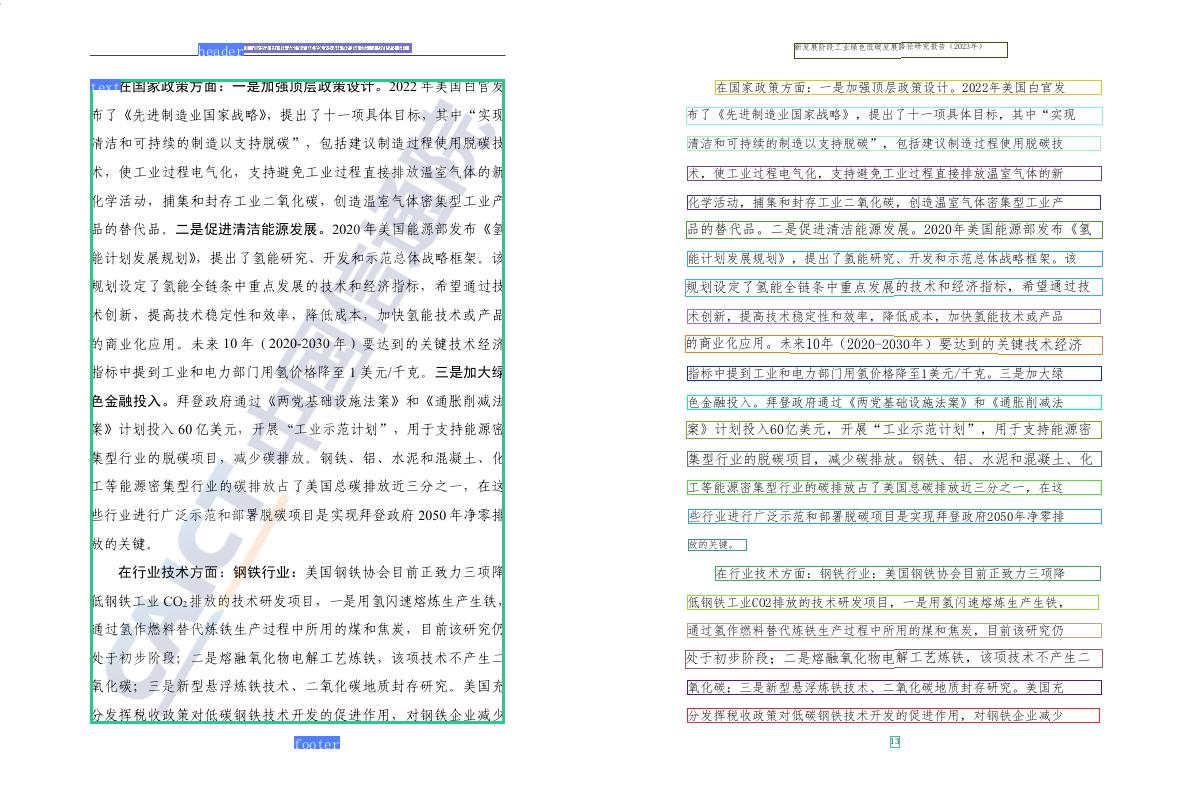 header
text在国家政策方面：一是加强顶层政策设计。2022 年美国白宫发
布了《先进制造业国家战略》，提出了十一项具体目标，其中“实现
清洁和可持续的制造以支持脱碳”，包括建议制造过程使用脱碳技
术，使工业过程电气化，支持避免工业过程直接排放温室气体的新
化学活动，捕集和封存工业二氧化碳，创造温室气体密集型工业产
品的替代品。二是促进清洁能源发展。2020 年美国能源部发布《氢
能计划发展规划》，提出了氢能研究、开发和示范总体战略框架。该
规划设定了氢能全链条中重点发展的技术和经济指标，希望通过技
术创新，提高技术稳定性和效率，降低成本，加快氢能技术或产品
的商业化应用。未来 10 年（2020-2030 年）要达到的关键技术经济
指标中提到工业和电力部门用氢价格降至 1 美元/千克。三是加大绿
色金融投入。拜登政府通过《两党基础设施法案》和《通胀削减法
案》计划投入 60 亿美元，开展“工业示范计划”，用于支持能源密
集型行业的脱碳项目，减少碳排放。钢铁、铝、水泥和混凝土、化
工等能源密集型行业的碳排放占了美国总碳排放近三分之一，在这
些行业进行广泛示范和部署脱碳项目是实现拜登政府 2050 年净零排
放的关键。
在行业技术方面：钢铁行业：美国钢铁协会目前正致力三项降
低钢铁工业 CO2排放的技术研发项目，一是用氢闪速熔炼生产生铁，
通过氢作燃料替代炼铁生产过程中所用的煤和焦炭，目前该研究仍
处于初步阶段；二是熔融氧化物电解工艺炼铁，该项技术不产生二
氧化碳；三是新型悬浮炼铁技术、二氧化碳地质封存研究。美国充
分发挥税收政策对低碳钢铁技术开发的促进作用，对钢铁企业减少
footer
CAICT 中国信通院
新发展阶段工业绿色低碳发展路径研究报告（2023年）
在国家政策方面：一是加强顶层政策设计。2022年美国白宫发
布了《先进制造业国家战略》，提出了十一项具体目标，其中“实现
清洁和可持续的制造以支持脱碳”，包括建议制造过程使用脱碳技
术，使工业过程电气化，支持避免工业过程直接排放温室气体的新
化学活动，捕集和封存工业二氧化碳，创造温室气体密集型工业产
品的替代品。二是促进清洁能源发展。2020年美国能源部发布《氢
能计划发展规划》，提出了氢能研究、开发和示范总体战略框架。该
规划设定了氢能全链条中重点发展的技术和经济指标，希望通过技
术创新，提高技术稳定性和效率，降低成本，加快氢能技术或产品
的商业化应用。未来10年（2020-2030年）要达到的关键技术经济
指标中提到工业和电力部门用氢价格降至1美元/千克。三是加大绿
色金融投入。拜登政府通过《两党基础设施法案》和《通胀削减法
案》计划投入60亿美元，开展“工业示范计划”，用于支持能源密
集型行业的脱碳项目，减少碳排放。钢铁、铝、水泥和混凝土、化
工等能源密集型行业的碳排放占了美国总碳排放近三分之一，在这
些行业进行广泛示范和部署脱碳项目是实现拜登政府2050年净零排
放的关键。
在行业技术方面：钢铁行业：美国钢铁协会目前正致力三项降
低钢铁工业CO2排放的技术研发项目，一是用氢闪速熔炼生产生铁，
通过氢作燃料替代炼铁生产过程中所用的煤和焦炭，目前该研究仍
处于初步阶段；二是熔融氧化物电解工艺炼铁，该项技术不产生二
氧化碳；三是新型悬浮炼铁技术、二氧化碳地质封存研究。美国充
分发挥税收政策对低碳钢铁技术开发的促进作用，对钢铁企业减少
13